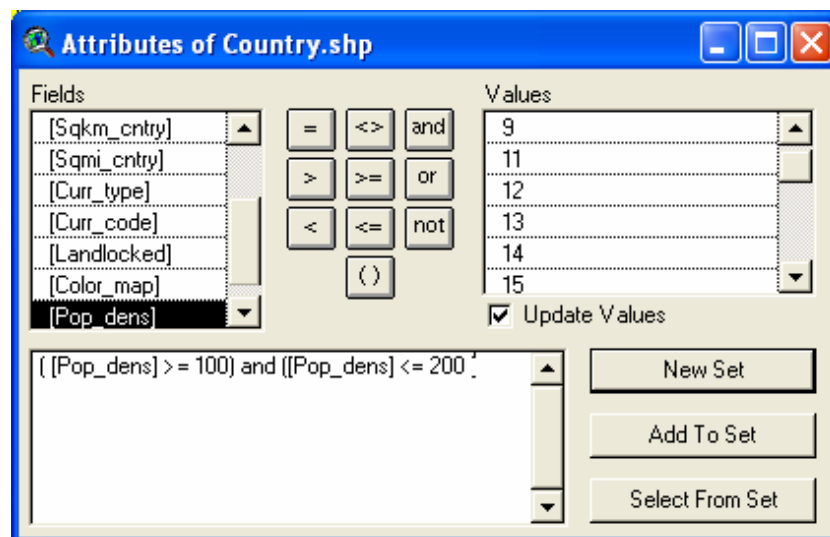 Attributes of Country.shp
Fields
Values
[Sqkm_cntry]
[Sqmi_cntry]
[Curr_type]
[Curr_code]
[Landlocked]
[Color_map]
[Pop_dens]
= <> and
> >= or
< <= not
( )
9
11
12
13
14
15
Update Values
( [Pop_dens] > = 100) and ([Pop_dens] <= 200
New Set
Add To Set
Select From Set